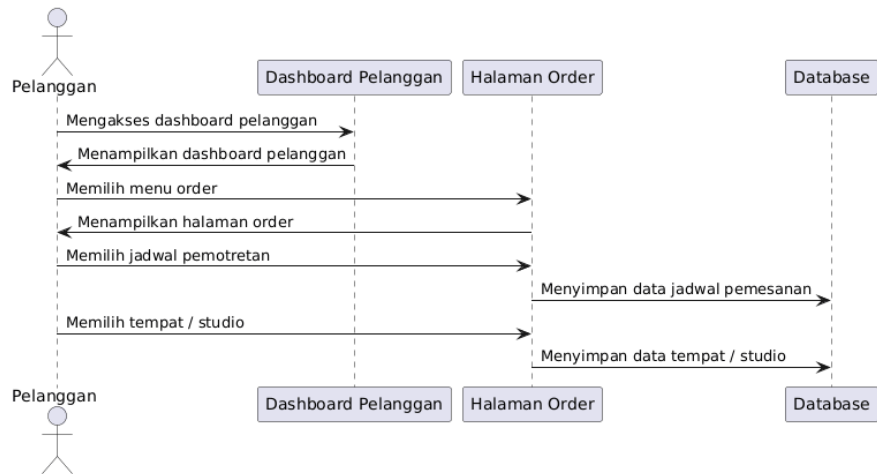 Pelanggan
Dashboard Pelanggan
Halaman Order
Database
Mengakses dashboard pelanggan
Menampilkan dashboard pelanggan
Memilih menu order
Menampilkan halaman order
Memilih jadwal pemotretan
Menyimpan data jadwal pemesanan
Memilih tempat / studio
Menyimpan data tempat / studio
Pelanggan
Dashboard Pelanggan
Halaman Order
Database